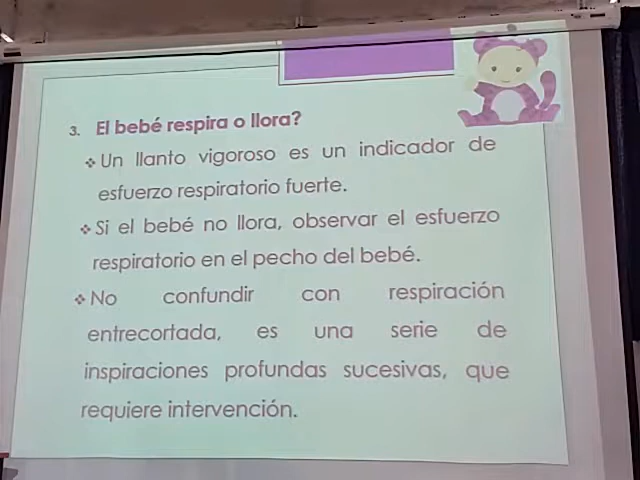 3. El bebé respira o llora?
❖ Un llanto vigoroso es un indicador de
esfuerzo respiratorio fuerte.
❖ Si el bebé no llora, observar el esfuerzo
respiratorio en el pecho del bebé.
❖ No confundir con respiración
entrecortada, es una serie de
inspiraciones profundas sucesivas, que
requiere intervención.